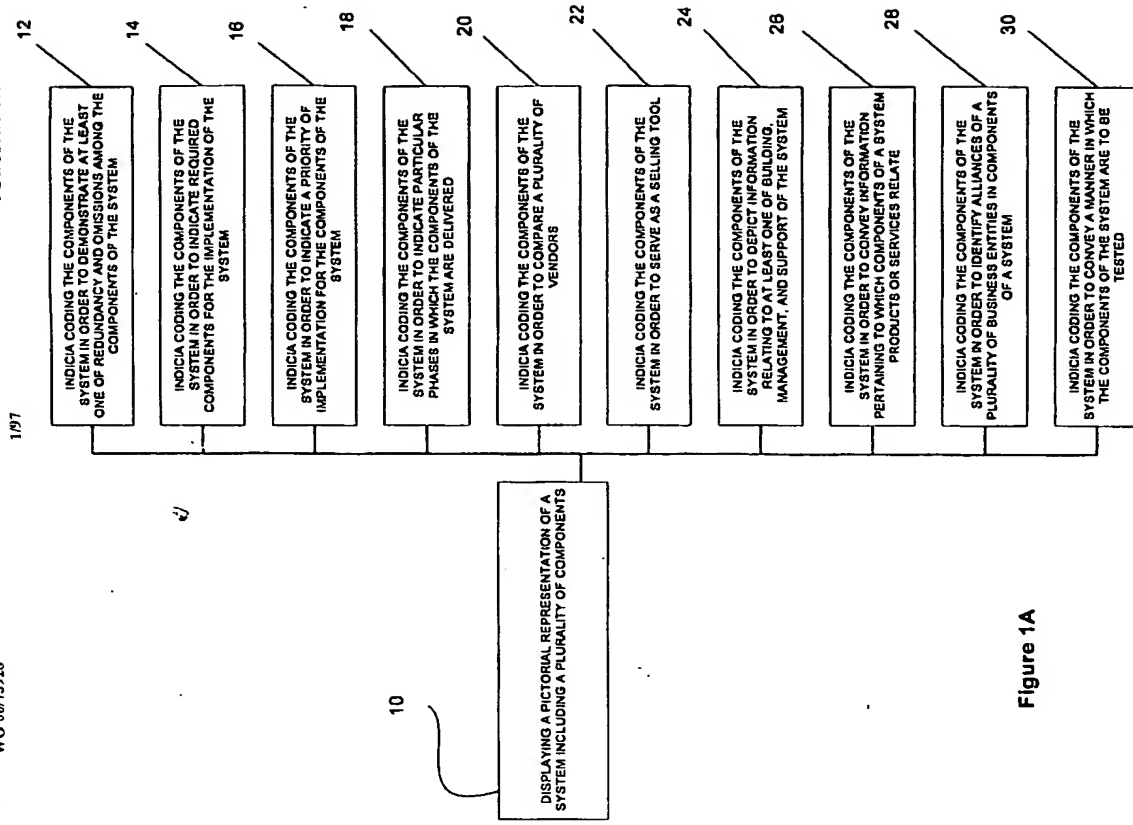 1/97
10
DISPLAYING A PICTORIAL REPRESENTATION OF A
SYSTEM INCLUDING A PLURALITY OF COMPONENTS
INDICIA CODING THE COMPONENTS OF THE
SYSTEM IN ORDER TO DEMONSTRATE AT LEAST
ONE OF REDUNDANCY AND OMISSIONS AMONG THE
COMPONENTS OF THE SYSTEM
12
INDICIA CODING THE COMPONENTS OF THE
SYSTEM IN ORDER TO INDICATE REQUIRED
COMPONENTS FOR THE IMPLEMENTATION OF THE
SYSTEM
14
INDICIA CODING THE COMPONENTS OF THE
SYSTEM IN ORDER TO INDICATE A PRIORITY OF
IMPLEMENTATION FOR THE COMPONENTS OF THE
SYSTEM
16
INDICIA CODING THE COMPONENTS OF THE
SYSTEM IN ORDER TO INDICATE PARTICULAR
PHASES IN WHICH THE COMPONENTS OF THE
SYSTEM ARE DELIVERED
18
INDICIA CODING THE COMPONENTS OF THE
SYSTEM IN ORDER TO COMPARE A PLURALITY OF
VENDORS
20
INDICIA CODING THE COMPONENTS OF THE
SYSTEM IN ORDER TO SERVE AS A SELLING TOOL
22
INDICIA CODING THE COMPONENTS OF THE
SYSTEM IN ORDER TO DEPICT INFORMATION
RELATING TO AT LEAST ONE OF BUILDING,
MANAGEMENT, AND SUPPORT OF THE SYSTEM
24
INDICIA CODING THE COMPONENTS OF THE
SYSTEM IN ORDER TO CONVEY INFORMATION
PERTAINING TO WHICH COMPONENTS OF A SYSTEM
PRODUCTS OR SERVICES RELATE
26
INDICIA CODING THE COMPONENTS OF THE
SYSTEM IN ORDER TO IDENTIFY ALLIANCES OF A
PLURALITY OF BUSINESS ENTITIES IN COMPONENTS
OF A SYSTEM
28
INDICIA CODING THE COMPONENTS OF THE
SYSTEM IN ORDER TO CONVEY A MANNER IN WHICH
THE COMPONENTS OF THE SYSTEM ARE TO BE
TESTED
30
Figure 1A